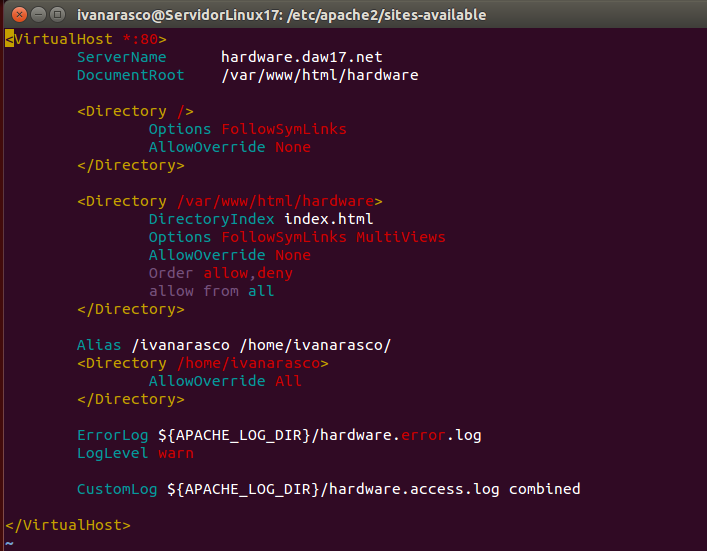 ivanarasco@ServidorLinux17: /etc/apache2/sites-available
<VirtualHost *:80>
        ServerName      hardware.daw17.net
        DocumentRoot    /var/www/html/hardware

        <Directory />
                Options FollowSymLinks
                AllowOverride None
        </Directory>

        <Directory /var/www/html/hardware>
                DirectoryIndex index.html
                Options FollowSymLinks MultiViews
                AllowOverride None
                Order allow,deny
                allow from all
        </Directory>

        Alias /ivanarasco /home/ivanarasco/
        <Directory /home/ivanarasco>
                AllowOverride All
        </Directory>

        ErrorLog ${APACHE_LOG_DIR}/hardware.error.log
        LogLevel warn

        CustomLog ${APACHE_LOG_DIR}/hardware.access.log combined

</VirtualHost>
~